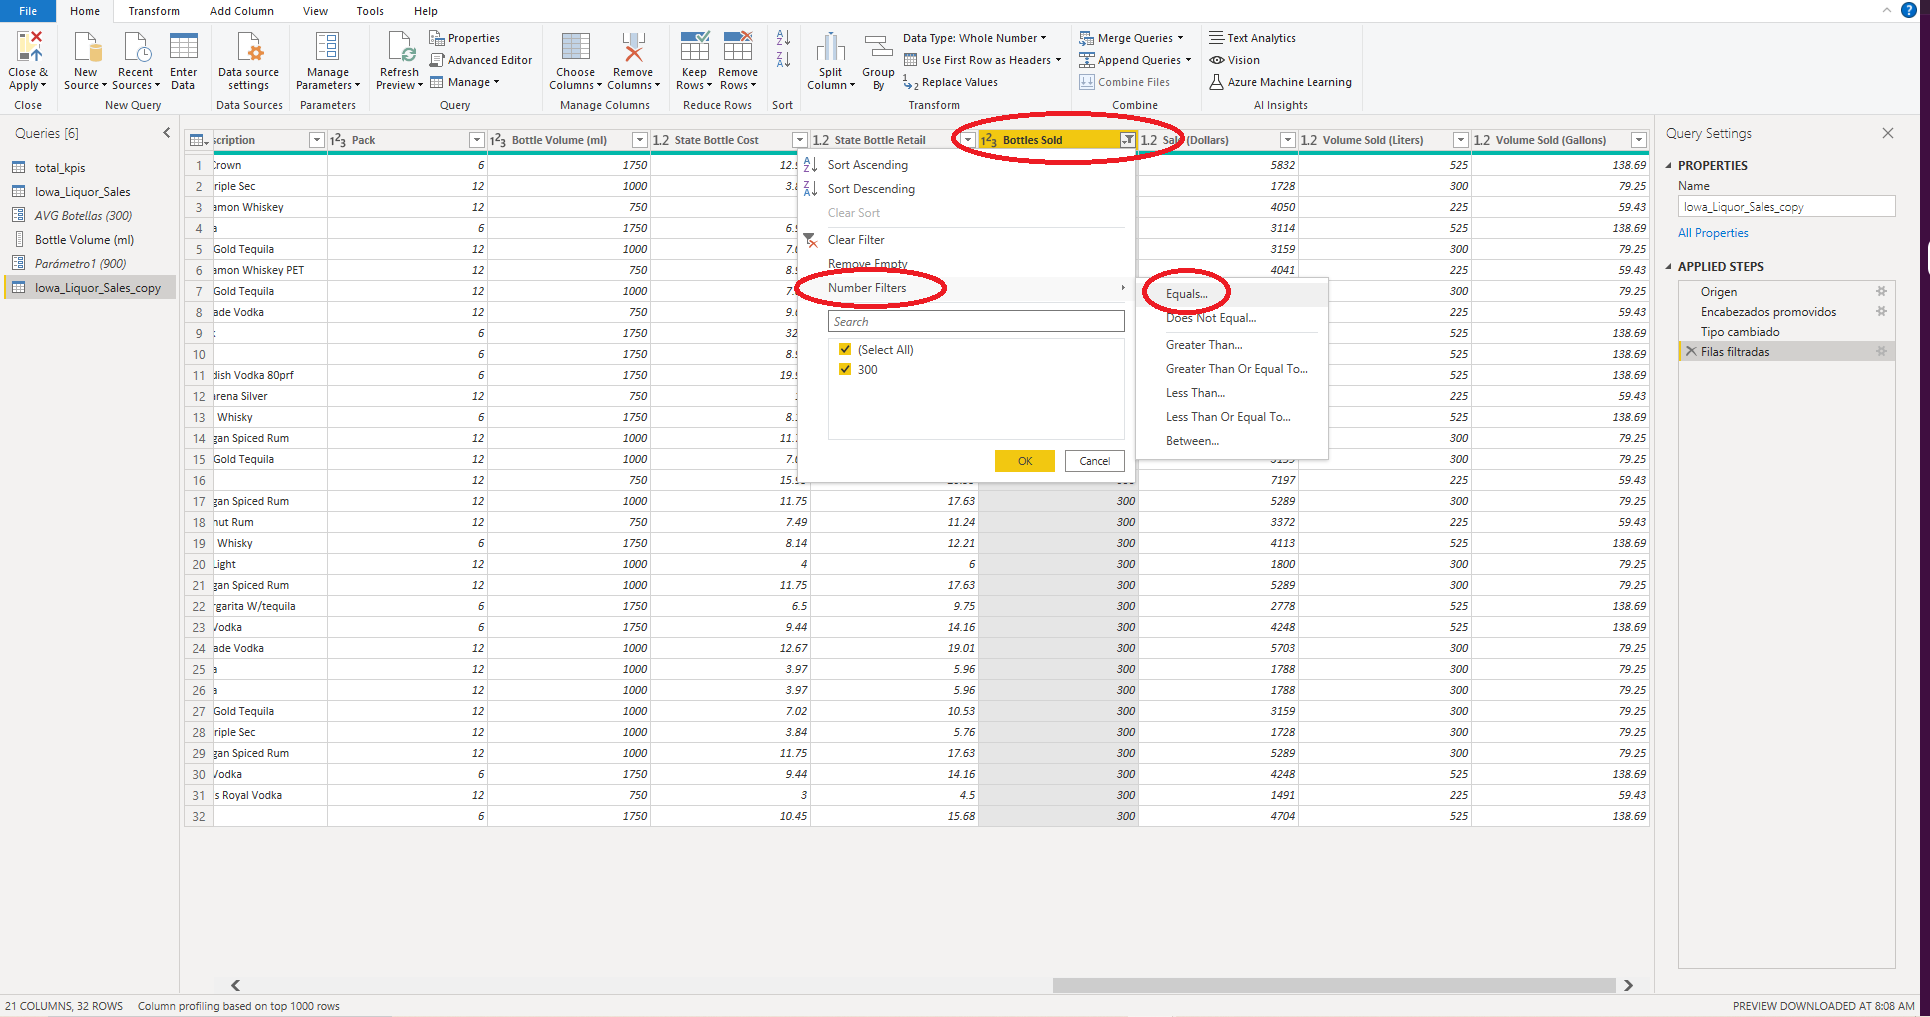 File Home Transform Add Column View Tools Help
Close & Apply
New Source
Recent Sources
Enter Data
Data source settings
Manage Parameters
Refresh Preview
Properties
Advanced Editor
Manage
Choose Columns
Remove Columns
Keep Rows
Remove Rows
Split Column
Group By
Data Type: Whole Number
Use First Row as Headers
Replace Values
Merge Queries
Append Queries
Combine Files
Text Analytics
Vision
Azure Machine Learning
Close New Query Data Sources Parameters Query Manage Columns Reduce Rows Sort Transform Combine AI Insights
Queries [6]
total_kpis
Iowa_Liquor_Sales
AVG Botellas (300)
Bottle Volume (ml)
Parámetro1 (900)
Iowa_Liquor_Sales_copy
scription 1 2 3 Pack 1 2 3 Bottle Volume (ml) 1.2 State Bottle Cost 1.2 State Bottle Retail 1 2 3 Bottles Sold 1.2 Sale (Dollars) 1.2 Volume Sold (Liters) 1.2 Volume Sold (Gallons)
1 Crown 6 1750 5832 525 138.69
2 riple Sec 12 1000 1728 300 79.25
3 amon Whiskey 12 750 4050 225 59.43
4 a 6 1750 3114 525 138.69
5 Gold Tequila 12 1000 3159 300 79.25
6 amon Whiskey PET 12 750 4041 225 59.43
7 Gold Tequila 12 1000 300 79.25
8 ade Vodka 12 750 225 59.43
9 6 1750 525 138.69
10 6 1750 525 138.69
11 dish Vodka 80prf 6 1750 525 138.69
12 arena Silver 12 750 225 59.43
13 Whisky 6 1750 525 138.69
14 gan Spiced Rum 12 1000 300 79.25
15 Gold Tequila 12 1000 300 79.25
16 12 750 7197 225 59.43
17 gan Spiced Rum 12 1000 11.75 17.63 300 5289 300 79.25
18 nut Rum 12 750 7.49 11.24 300 3372 225 59.43
19 Whisky 6 1750 8.14 12.21 300 4113 525 138.69
20 Light 12 1000 4 6 300 1800 300 79.25
21 gan Spiced Rum 12 1000 11.75 17.63 300 5289 300 79.25
22 rgarita W/tequila 6 1750 6.5 9.75 300 2778 525 138.69
23 Vodka 6 1750 9.44 14.16 300 4248 525 138.69
24 ade Vodka 12 1000 12.67 19.01 300 5703 300 79.25
25 a 12 1000 3.97 5.96 300 1788 300 79.25
26 a 12 1000 3.97 5.96 300 1788 300 79.25
27 Gold Tequila 12 1000 7.02 10.53 300 3159 300 79.25
28 riple Sec 12 1000 3.84 5.76 300 1728 300 79.25
29 gan Spiced Rum 12 1000 11.75 17.63 300 5289 300 79.25
30 Vodka 6 1750 9.44 14.16 300 4248 525 138.69
31 s Royal Vodka 12 750 3 4.5 300 1491 225 59.43
32 6 1750 10.45 15.68 300 4704 525 138.69
Sort Ascending
Sort Descending
Clear Sort
Clear Filter
Remove Empty
Number Filters
Search
(Select All)
300
OK Cancel
Equals...
Does Not Equal...
Greater Than...
Greater Than Or Equal To...
Less Than...
Less Than Or Equal To...
Between...
Query Settings
PROPERTIES
Name
Iowa_Liquor_Sales_copy
All Properties
APPLIED STEPS
Origen
Encabezados promovidos
Tipo cambiado
Filas filtradas
21 COLUMNS, 32 ROWS Column profiling based on top 1000 rows PREVIEW DOWNLOADED AT 8:08 AM